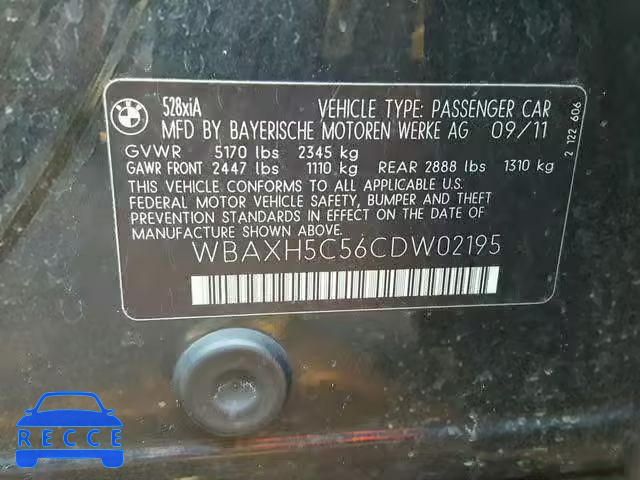 BMW
528xiA
VEHICLE TYPE: PASSENGER CAR
MFD BY BAYERISCHE MOTOREN WERKE AG 09/11
GVWR 5170 lbs 2345 kg
GAWR FRONT 2447 lbs 1110 kg REAR 2888 lbs 1310 kg
THIS VEHICLE CONFORMS TO ALL APPLICABLE U.S.
FEDERAL MOTOR VEHICLE SAFETY, BUMPER AND THEFT
PREVENTION STANDARDS IN EFFECT ON THE DATE OF
MANUFACTURE SHOWN ABOVE.
WBAXH5C56CDW02195
2 122 606
RECCE